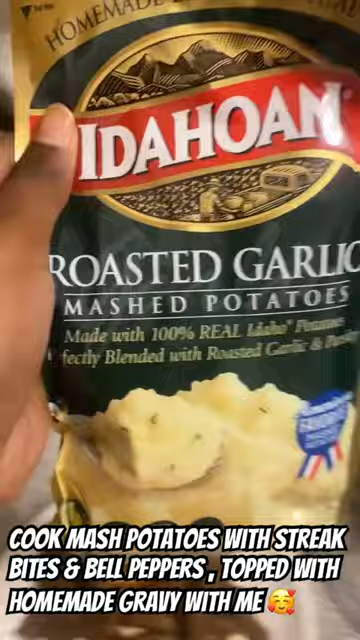 HOMEMADE
IDAHOAN
ROASTED GARLIC
MASHED POTATOES
Made with 100% REAL Idaho® Potatoes
fectly Blended with Roasted Garlic &
COOK MASH POTATOES WITH STREAK
BITES & BELL PEPPERS , TOPPED WITH
HOMEMADE GRAVY WITH ME 🥰